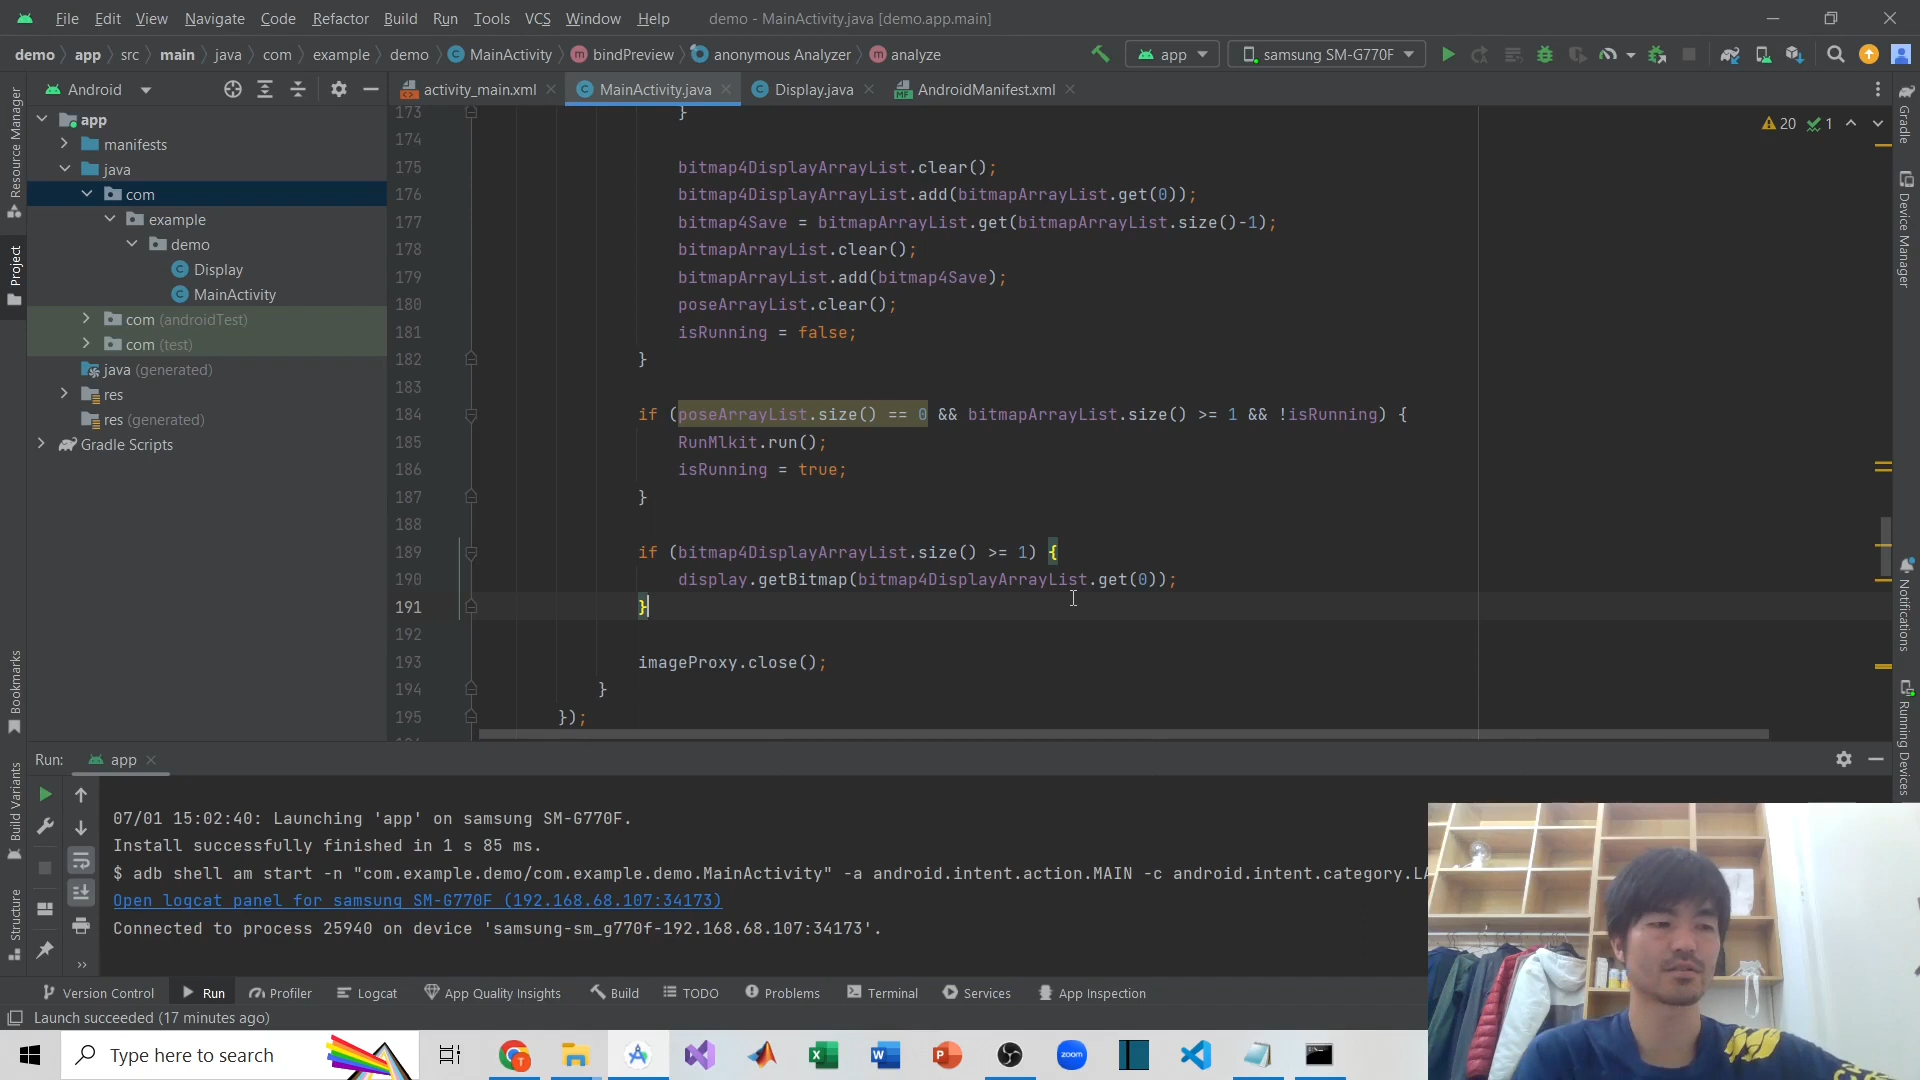 File Edit View Navigate Code Refactor Build Run Tools VCS Window Help demo - MainActivity.java [demo.app.main]
demo app src main java com example demo MainActivity bindPreview anonymous Analyzer analyze app samsung SM-G770F
Android activity_main.xml MainActivity.java Display.java AndroidManifest.xml
app
manifests
java
com
example
demo
Display
MainActivity
com (androidTest)
com (test)
java (generated)
res
res (generated)
Gradle Scripts
20 1
173 }
174
175 bitmap4DisplayArrayList.clear();
176 bitmap4DisplayArrayList.add(bitmapArrayList.get(0));
177 bitmap4Save = bitmapArrayList.get(bitmapArrayList.size()-1);
178 bitmapArrayList.clear();
179 bitmapArrayList.add(bitmap4Save);
180 poseArrayList.clear();
181 isRunning = false;
182 }
183
184 if (poseArrayList.size() == 0 && bitmapArrayList.size() >= 1 && !isRunning) {
185 RunMlkit.run();
186 isRunning = true;
187 }
188
189 if (bitmap4DisplayArrayList.size() >= 1) {
190 display.getBitmap(bitmap4DisplayArrayList.get(0));
191 }
192
193 imageProxy.close();
194 }
195 });
Resource Manager
Project
Bookmarks
Build Variants
Structure
Gradle
Device Manager
Notifications
Running Devices
Run: app
07/01 15:02:40: Launching 'app' on samsung SM-G770F.
Install successfully finished in 1 s 85 ms.
$ adb shell am start -n "com.example.demo/com.example.demo.MainActivity" -a android.intent.action.MAIN -c android.intent.category.LA
Open logcat panel for samsung SM-G770F (192.168.68.107:34173)
Connected to process 25940 on device 'samsung-sm_g770f-192.168.68.107:34173'.
Version Control Run Profiler Logcat App Quality Insights Build TODO Problems Terminal Services App Inspection
Launch succeeded (17 minutes ago)
Type here to search
zoom